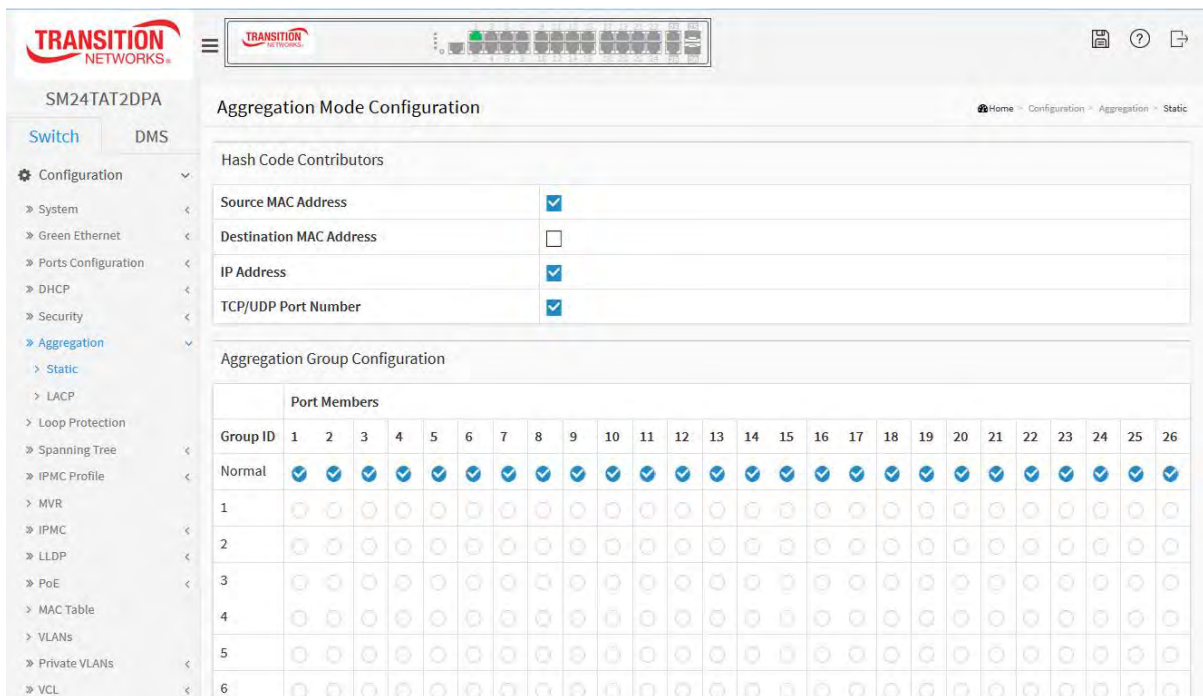 TRANSITION
NETWORKS®
TRANSITION
NETWORKS
SM24TAT2DPA
Switch DMS
Configuration
» System
» Green Ethernet
» Ports Configuration
» DHCP
» Security
» Aggregation
> Static
> LACP
> Loop Protection
» Spanning Tree
» IPMC Profile
> MVR
» IPMC
» LLDP
» PoE
> MAC Table
> VLANs
» Private VLANs
» VCL
Aggregation Mode Configuration
Home > Configuration > Aggregation > Static
Hash Code Contributors
Source MAC Address
Destination MAC Address
IP Address
TCP/UDP Port Number
Aggregation Group Configuration
Port Members
Group ID 1 2 3 4 5 6 7 8 9 10 11 12 13 14 15 16 17 18 19 20 21 22 23 24 25 26
Normal
1
2
3
4
5
6